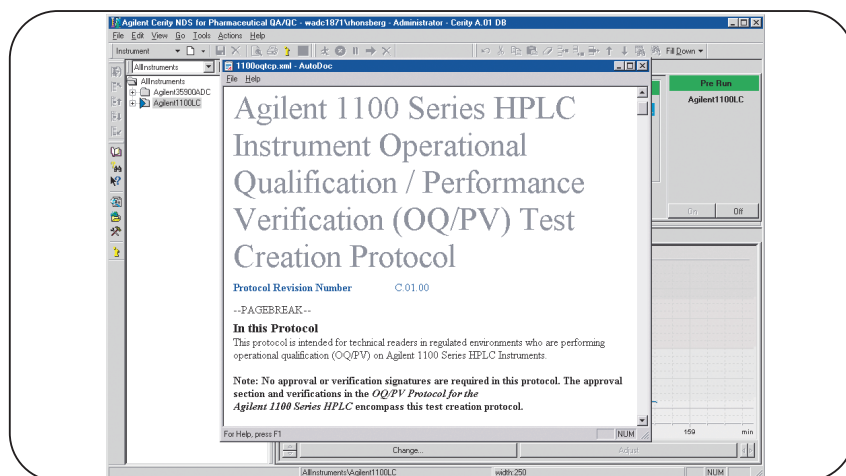 Agilent Cerity NDS for Pharmaceutical QA/QC - wadc1871\rhonsberg - Administrator - Cerity A.01 DB
File Edit View Go Tools Actions Help
Instrument Fill Down
AllInstruments
AllInstruments
Agilent35900ADC
Agilent1100LC
1100oqtcp.xml - AutoDoc
File Help
Agilent 1100 Series HPLC
Instrument Operational
Qualification / Performance
Verification (OQ/PV) Test
Creation Protocol
Protocol Revision Number C.01.00
--PAGEBREAK--
In this Protocol
This protocol is intended for technical readers in regulated environments who are performing
operational qualification (OQ/PV) on Agilent 1100 Series HPLC Instruments.
Note: No approval or verification signatures are required in this protocol. The approval
section and verifications in the OQ/PV Protocol for the
Agilent 1100 Series HPLC encompass this test creation protocol.
For Help, press F1 NUM
Pre Run
Agilent1100LC
On Off
159 min
Change... Adjust
AllInstruments\Agilent1100LC width:250 NUM